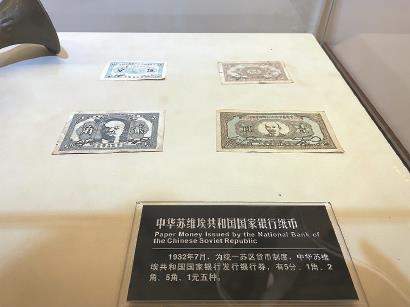 中华苏维埃共和国国家银行纸币
Paper Money Issued by the National Bank of
the Chinese Soviet Republic
1932年7月，为统一苏区货币制度，中华苏维
埃共和国国家银行发行银行券，有5分、1角、2
角、5角、1元五种。